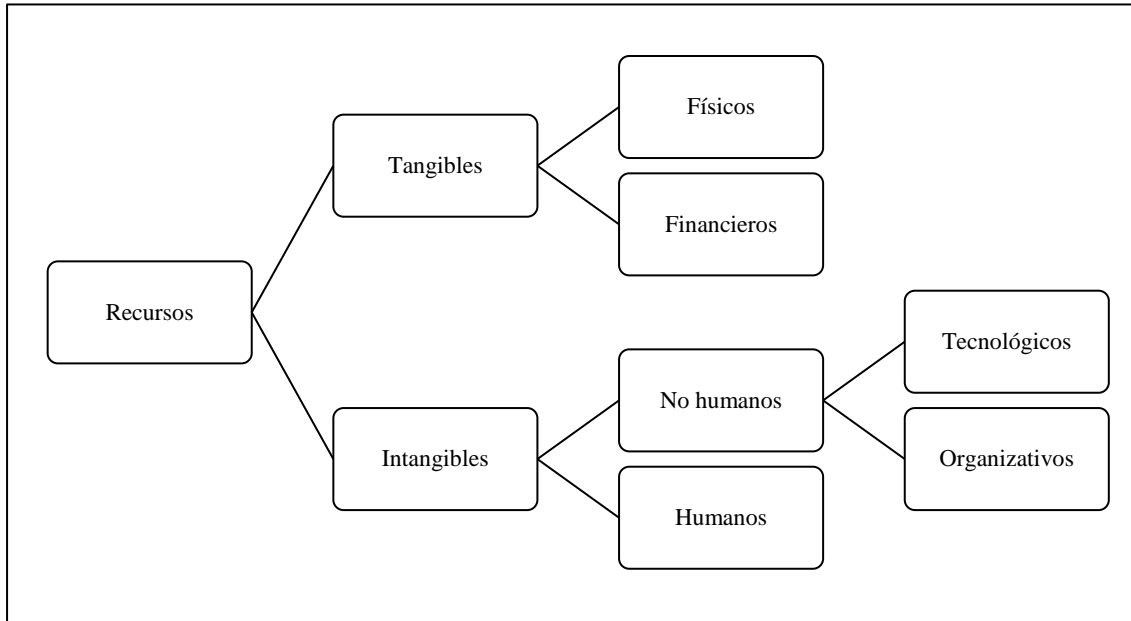 Recursos
Tangibles
Físicos
Financieros
Intangibles
No humanos
Tecnológicos
Organizativos
Humanos